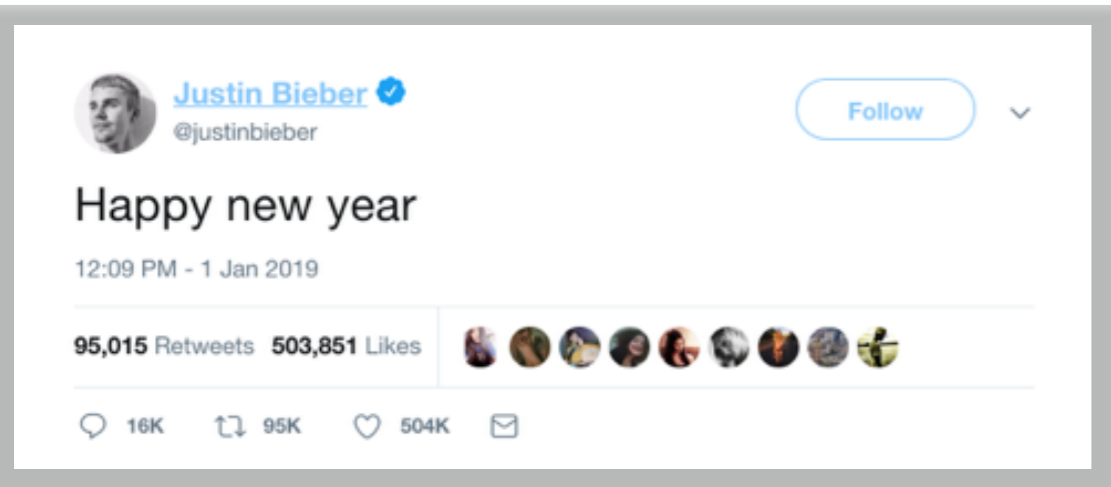 Justin Bieber
@justinbieber
Follow
Happy new year
12:09 PM - 1 Jan 2019
95,015 Retweets 503,851 Likes
16K 95K 504K